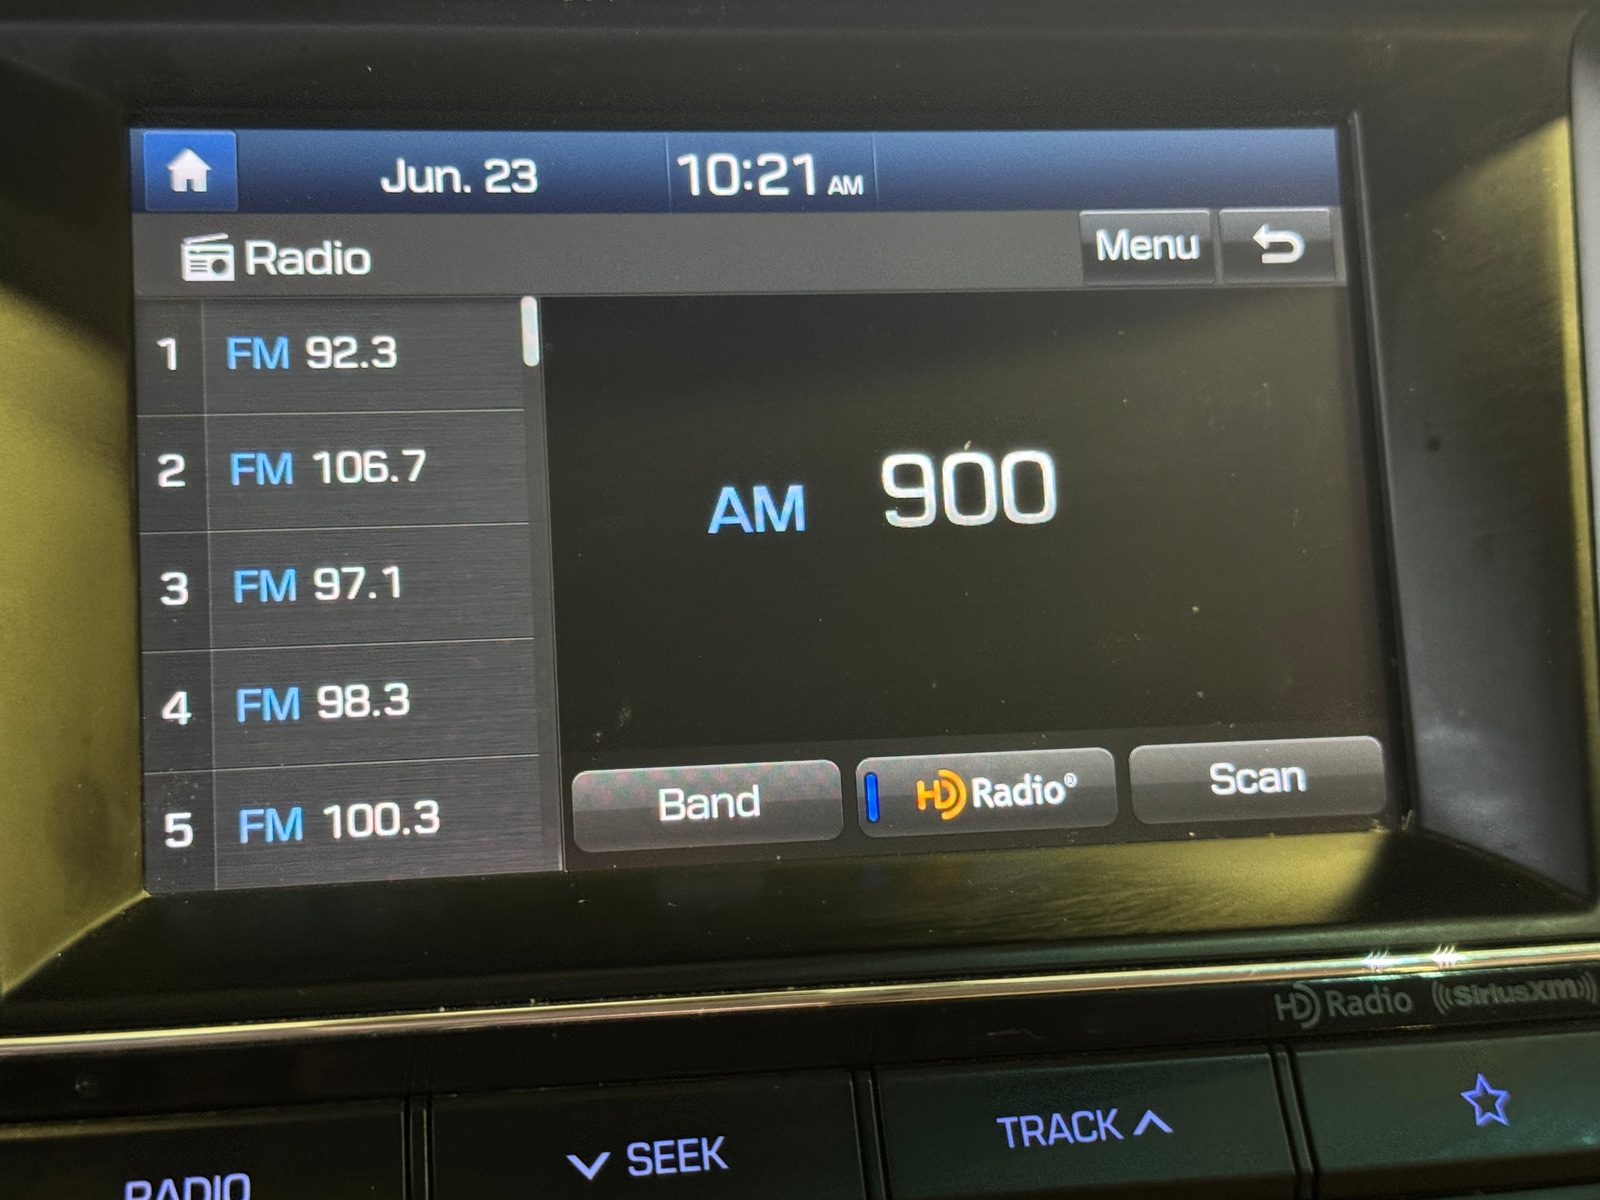 Jun. 23 10:21 AM
Radio
Menu
1 FM 92.3
2 FM 106.7
3 FM 97.1
4 FM 98.3
5 FM 100.3
AM 900
Band
HD Radio®
Scan
HD Radio ((SiriusXM))
RADIO
SEEK
TRACK